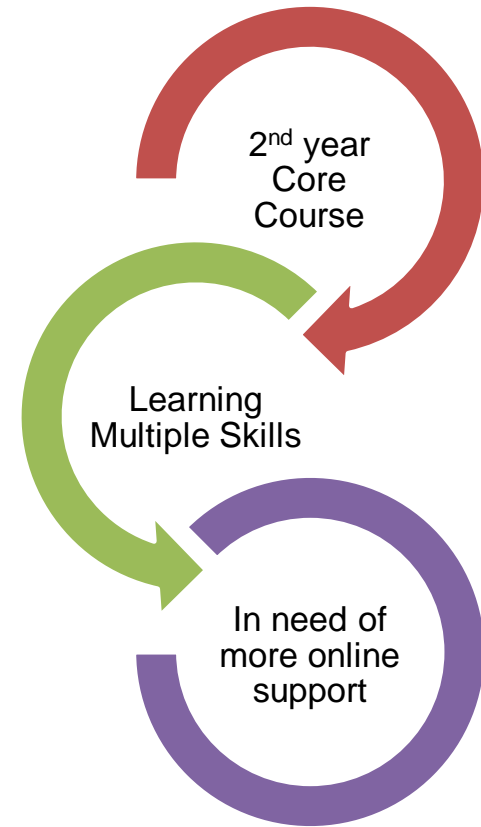 2nd year
Core
Course
Learning
Multiple Skills
In need of
more online
support